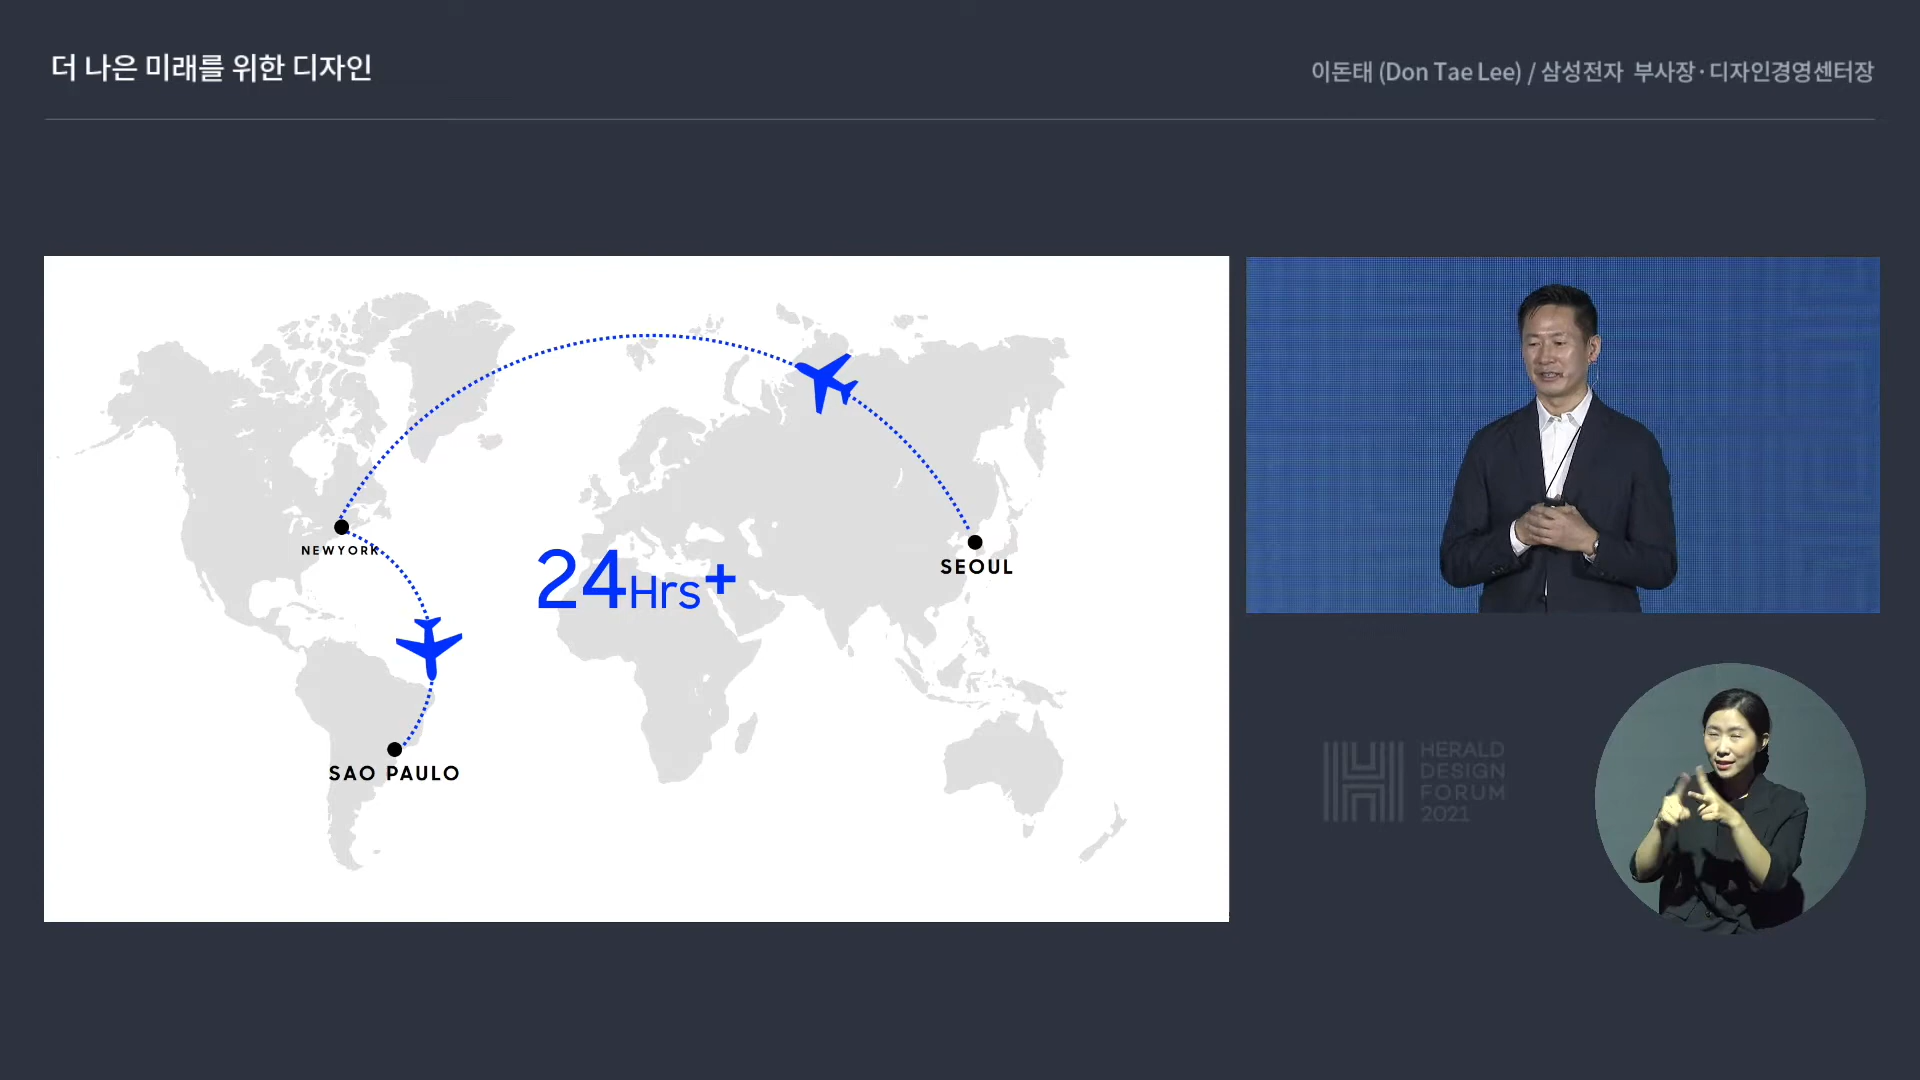 더 나은 미래를 위한 디자인
이돈태 (Don Tae Lee) / 삼성전자 부사장·디자인경영센터장
NEWYORK
24Hrs+
SEOUL
SAO PAULO
HERALD
DESIGN
FORUM
2021